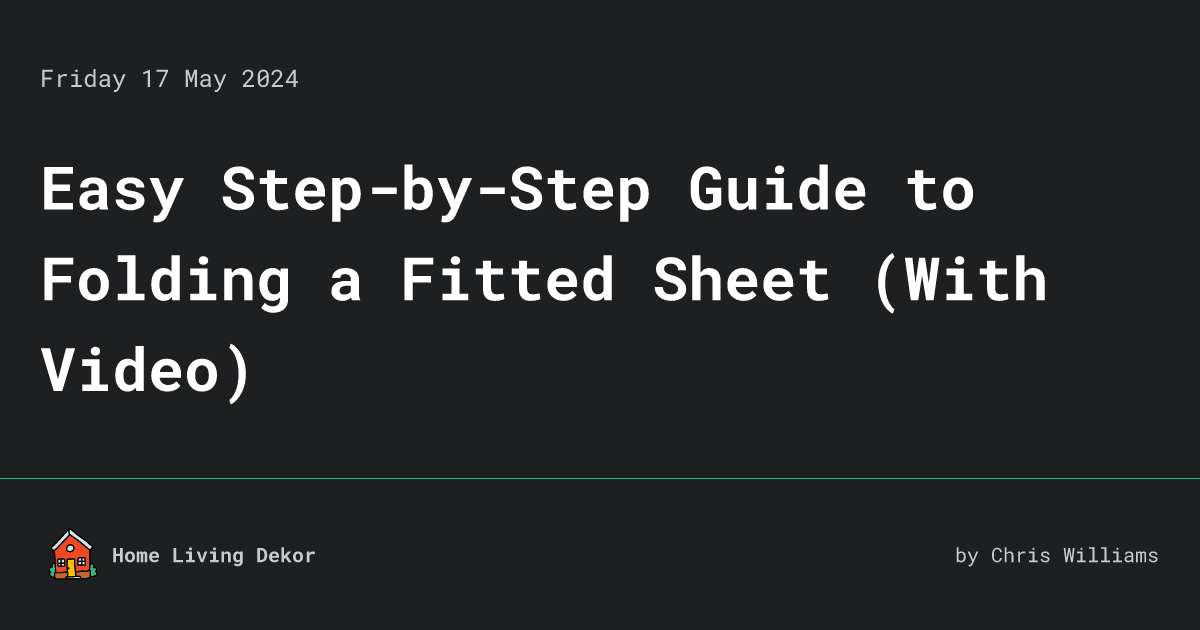 Friday 17 May 2024
Easy Step-by-Step Guide to
Folding a Fitted Sheet (With
Video)
Home Living Dekor
by Chris Williams